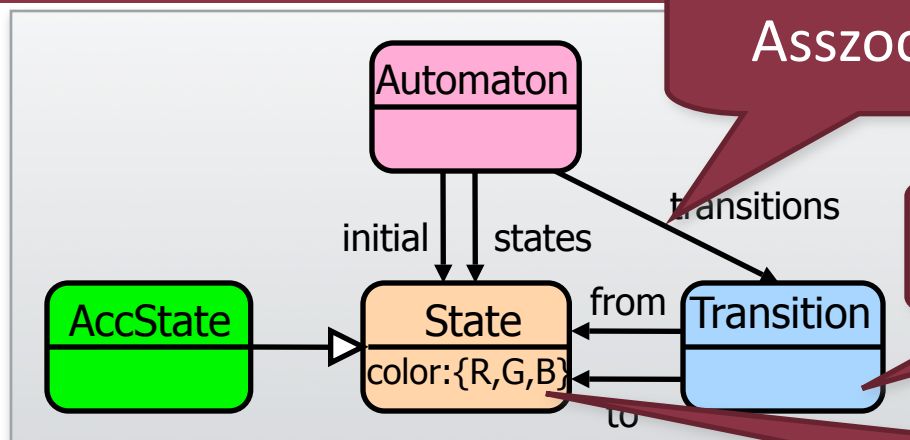 Asszoc
Automaton
transitions
initial
states
AccState
State
color:{R,G,B}
from
to
Transition